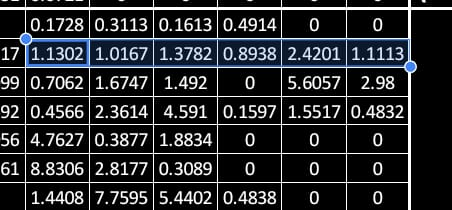 0.1728 0.3113 0.1613 0.4914 0 0
17 1.1302 1.0167 1.3782 0.8938 2.4201 1.1113
99 0.7062 1.6747 1.492 0 5.6057 2.98
92 0.4566 2.3614 4.591 0.1597 1.5517 0.4832
56 4.7627 0.3877 1.8834 0 0 0
61 8.8306 2.8177 0.3089 0 0 0
1.4408 7.7595 5.4402 0.4838 0 0